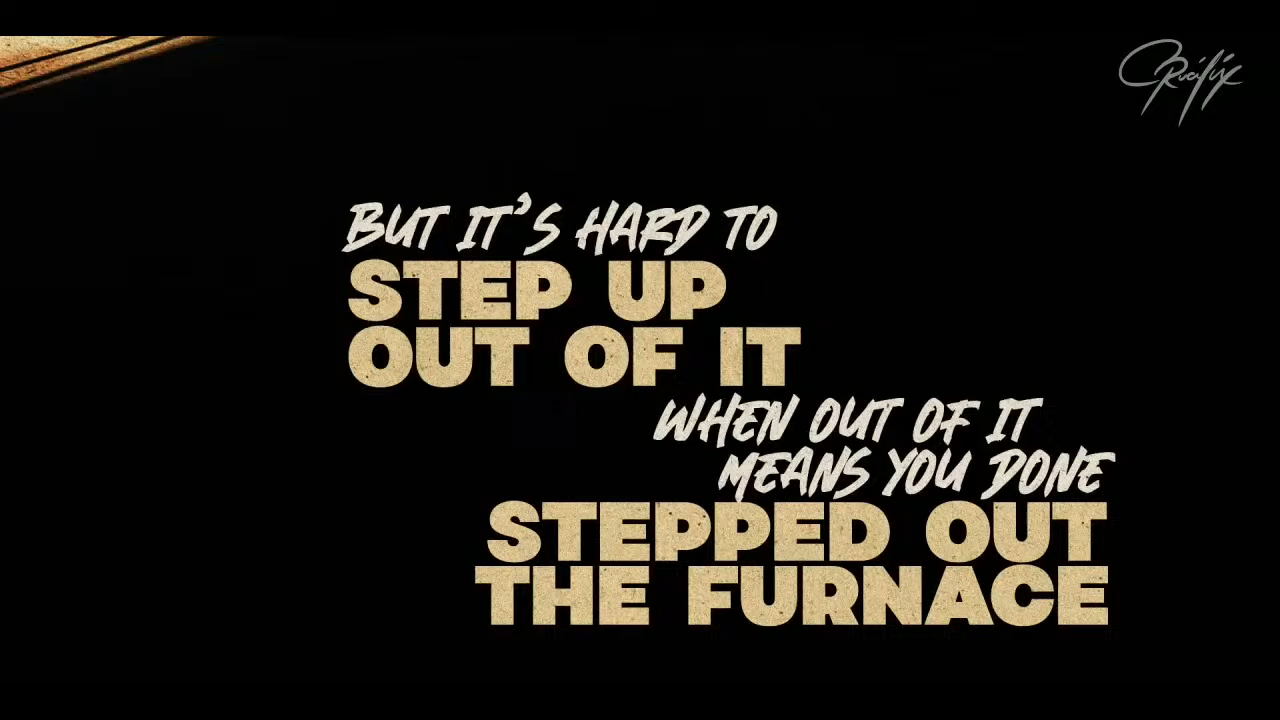 BUT IT'S HARD TO
STEP UP
OUT OF IT
WHEN OUT OF IT
MEANS YOU DONE
STEPPED OUT
THE FURNACE